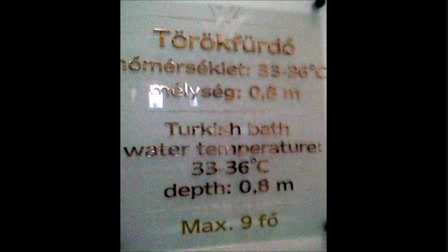 Törökfürdő
hőmérséklet: 33-36°C
mélység: 0,8 m
Turkish bath
water temperature:
33-36°C
depth: 0,8 m
Max. 9 fő